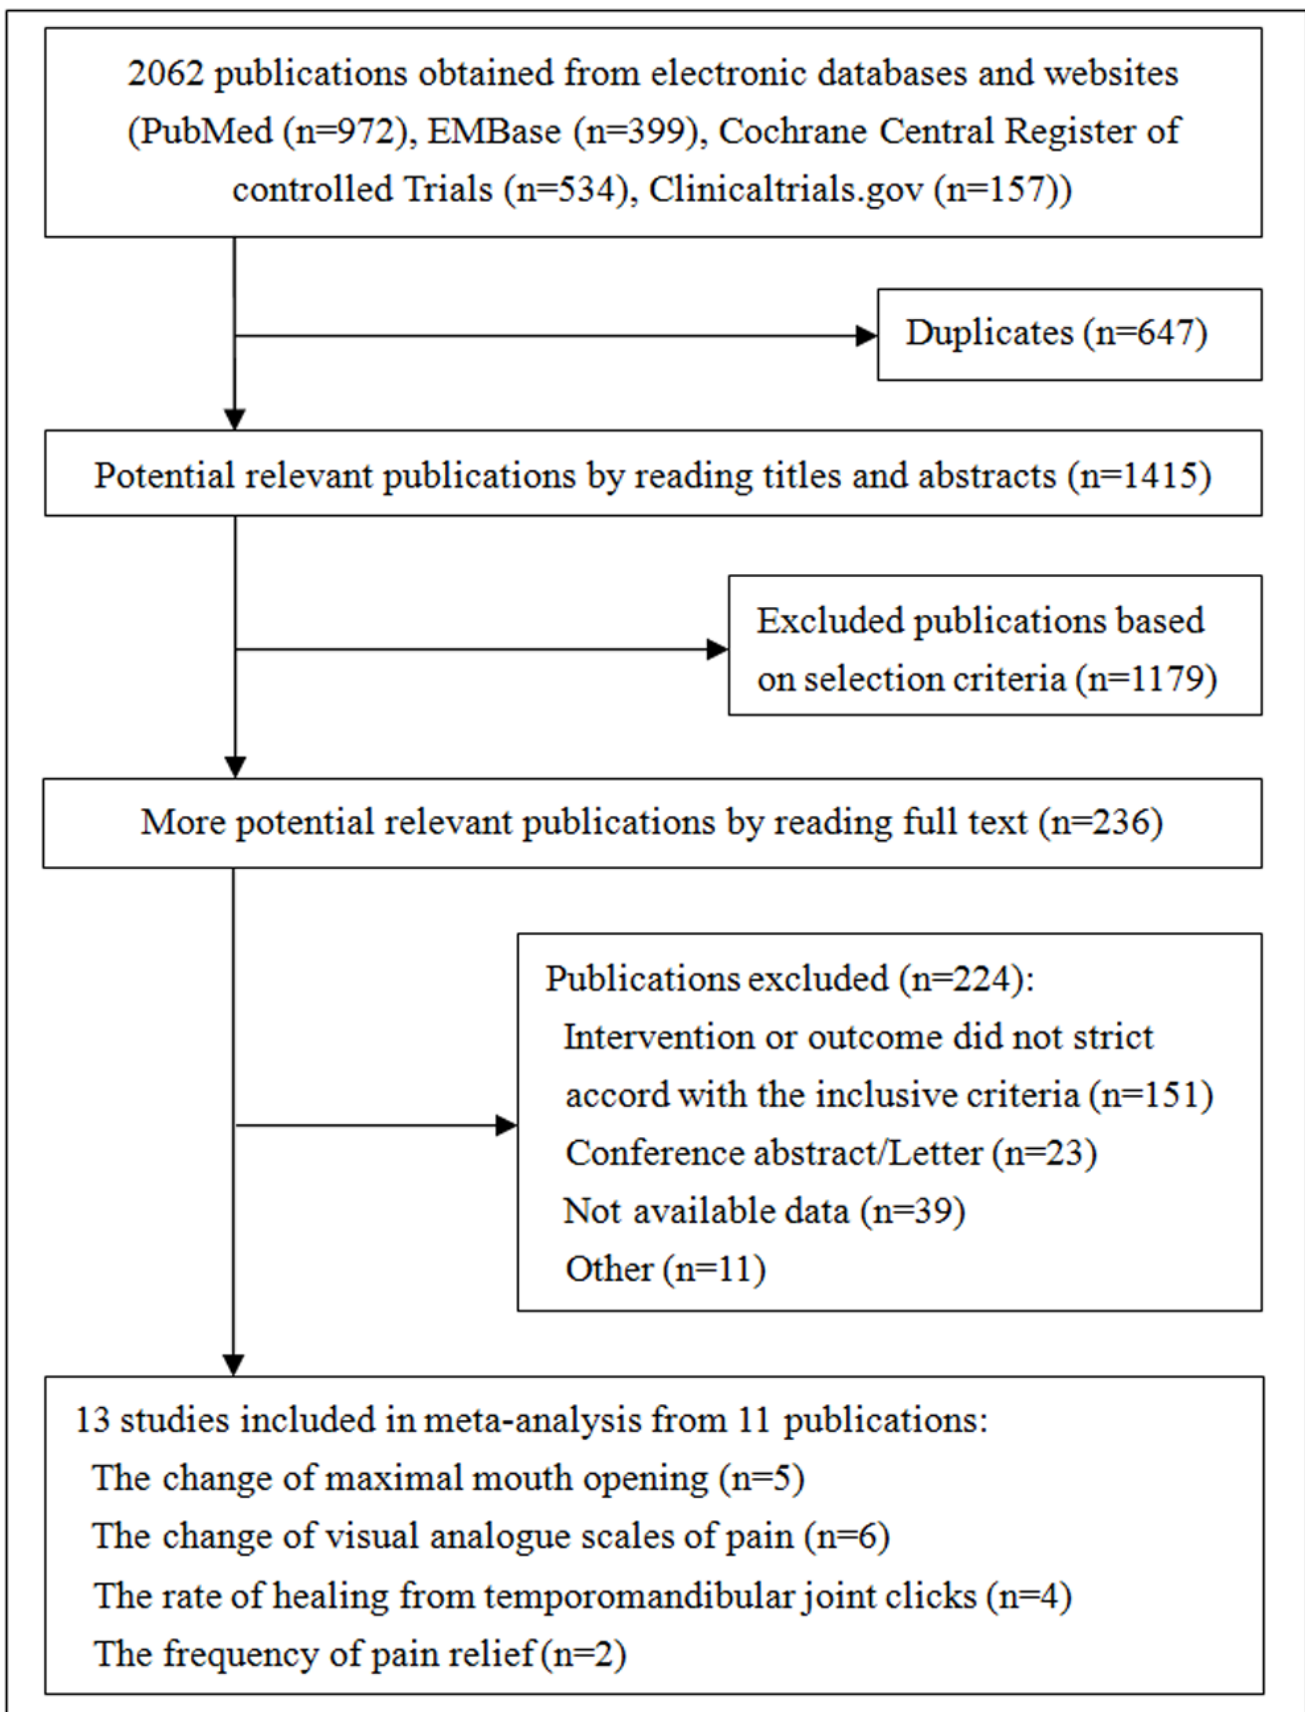 2062 publications obtained from electronic databases and websites
(PubMed (n=972), EMBase (n=399), Cochrane Central Register of
controlled Trials (n=534), Clinicaltrials.gov (n=157))
Duplicates (n=647)
Potential relevant publications by reading titles and abstracts (n=1415)
Excluded publications based
on selection criteria (n=1179)
More potential relevant publications by reading full text (n=236)
Publications excluded (n=224):
Intervention or outcome did not strict
accord with the inclusive criteria (n=151)
Conference abstract/Letter (n=23)
Not available data (n=39)
Other (n=11)
13 studies included in meta-analysis from 11 publications:
The change of maximal mouth opening (n=5)
The change of visual analogue scales of pain (n=6)
The rate of healing from temporomandibular joint clicks (n=4)
The frequency of pain relief (n=2)